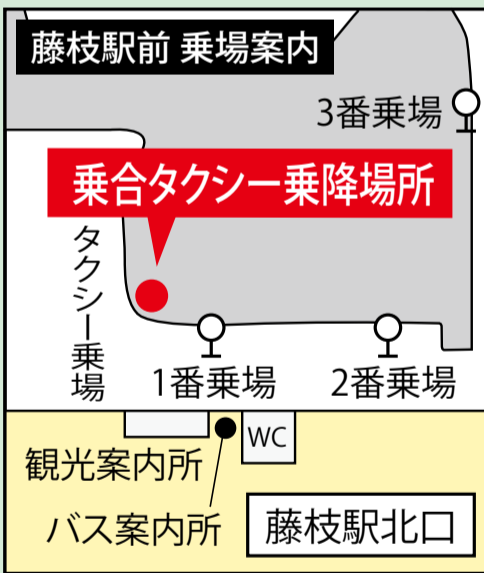 藤枝駅前 乗場案内
3番乗場
乗合タクシー乗降場所
タクシー乗場
1番乗場
2番乗場
WC
観光案内所
バス案内所
藤枝駅北口